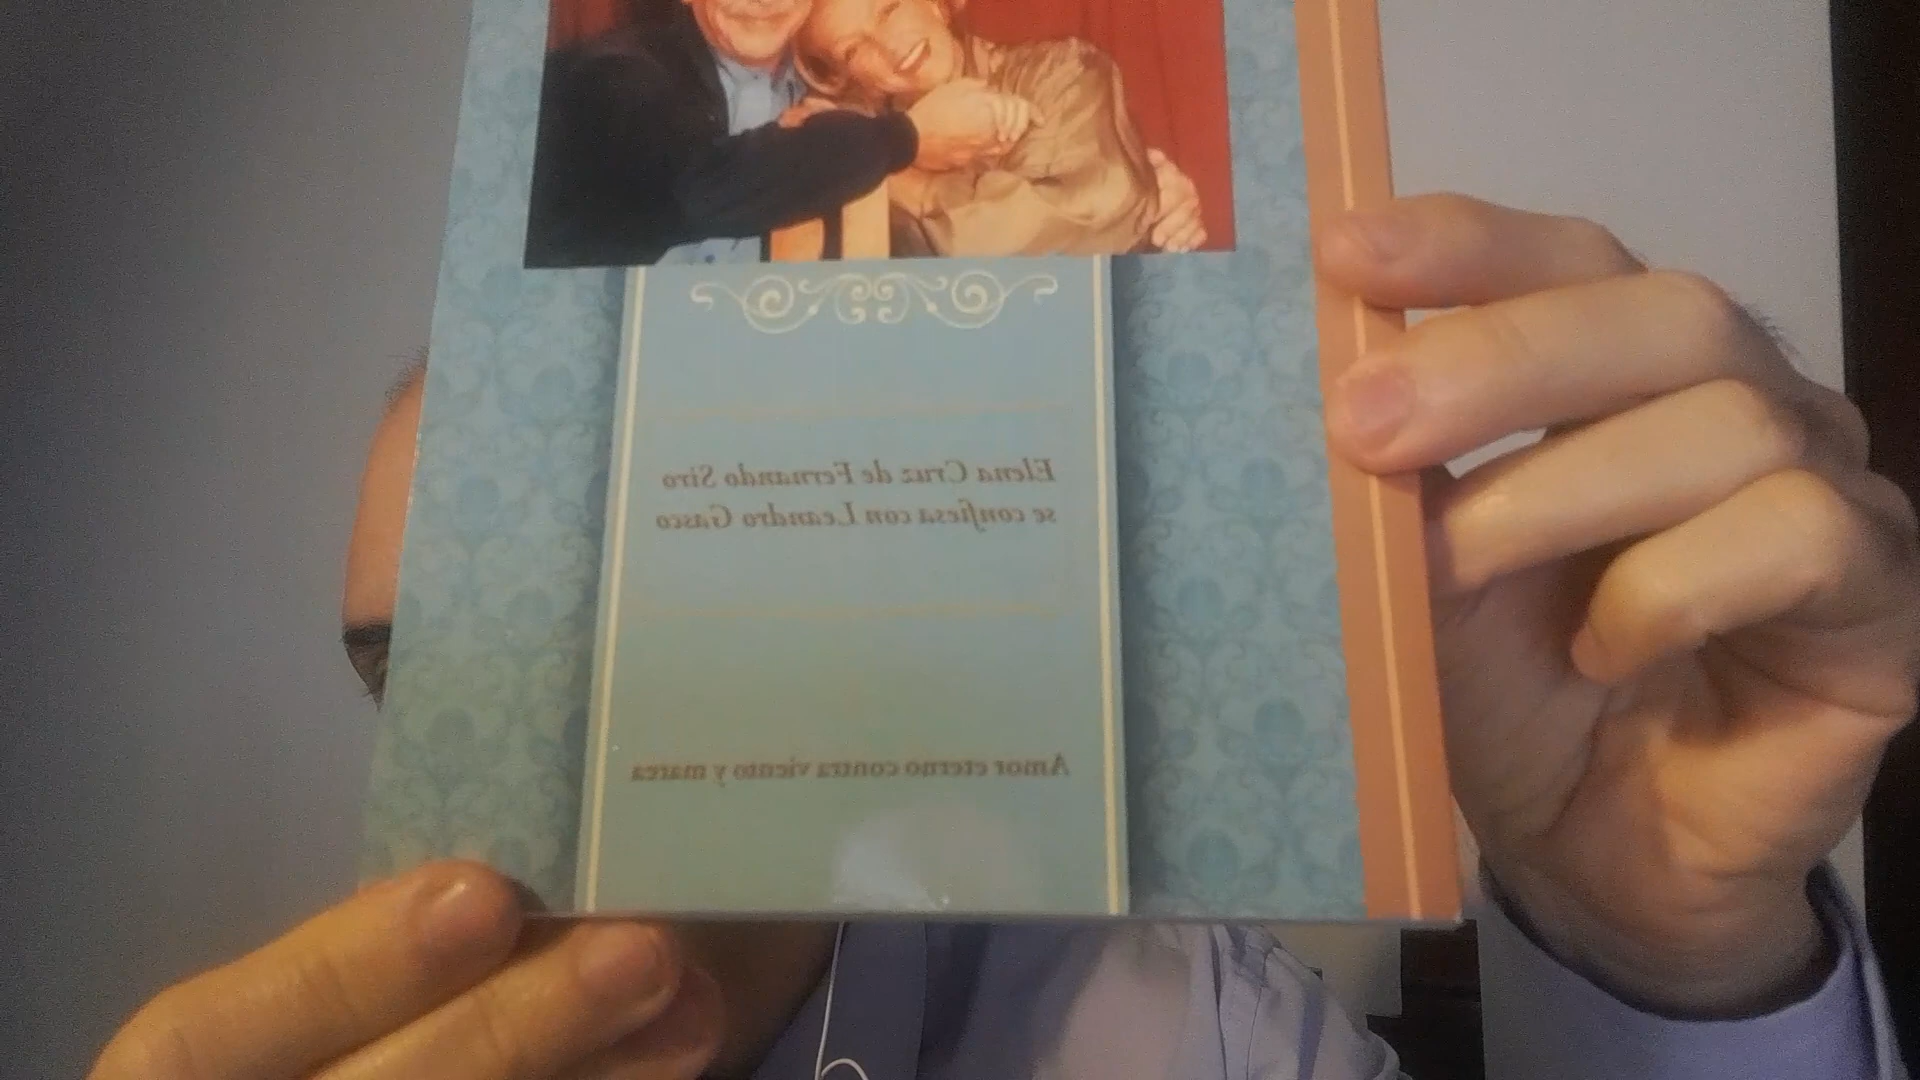 Elena Cruz de Fernando Siro
se confiesa con Leandro Gasco
Amor eterno contra viento y marea